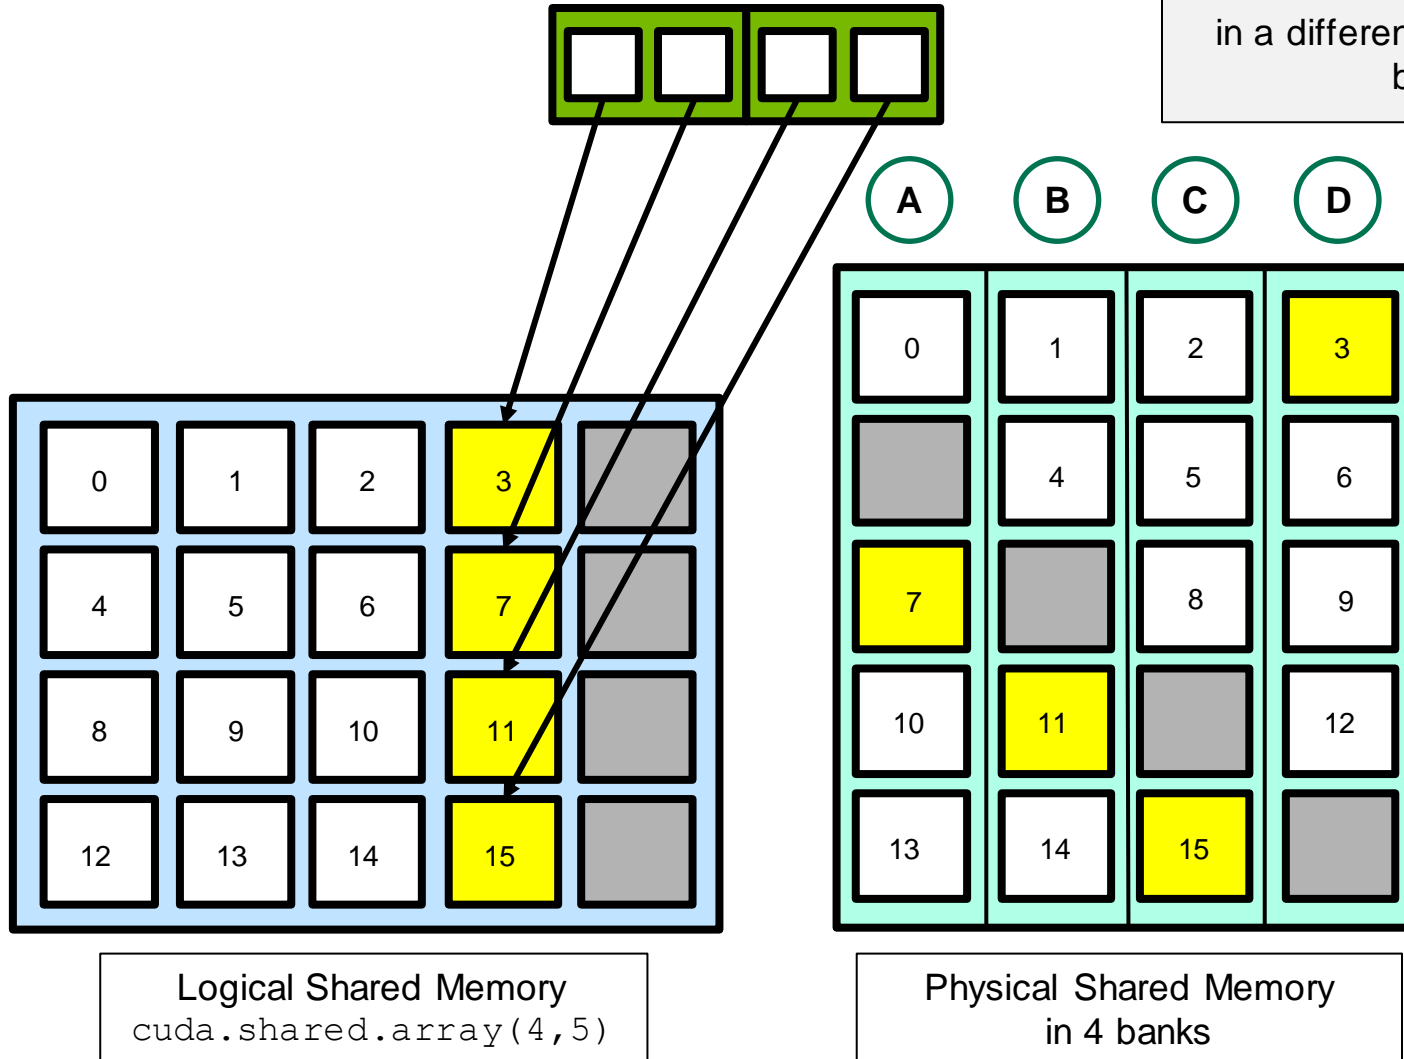 in a differen
b
A B C D
0 1 2 3
4 5 6
7 8 9
10 11 12
13 14 15
0 1 2 3
4 5 6 7
8 9 10 11
12 13 14 15
Logical Shared Memory
cuda.shared.array(4,5)
Physical Shared Memory
in 4 banks